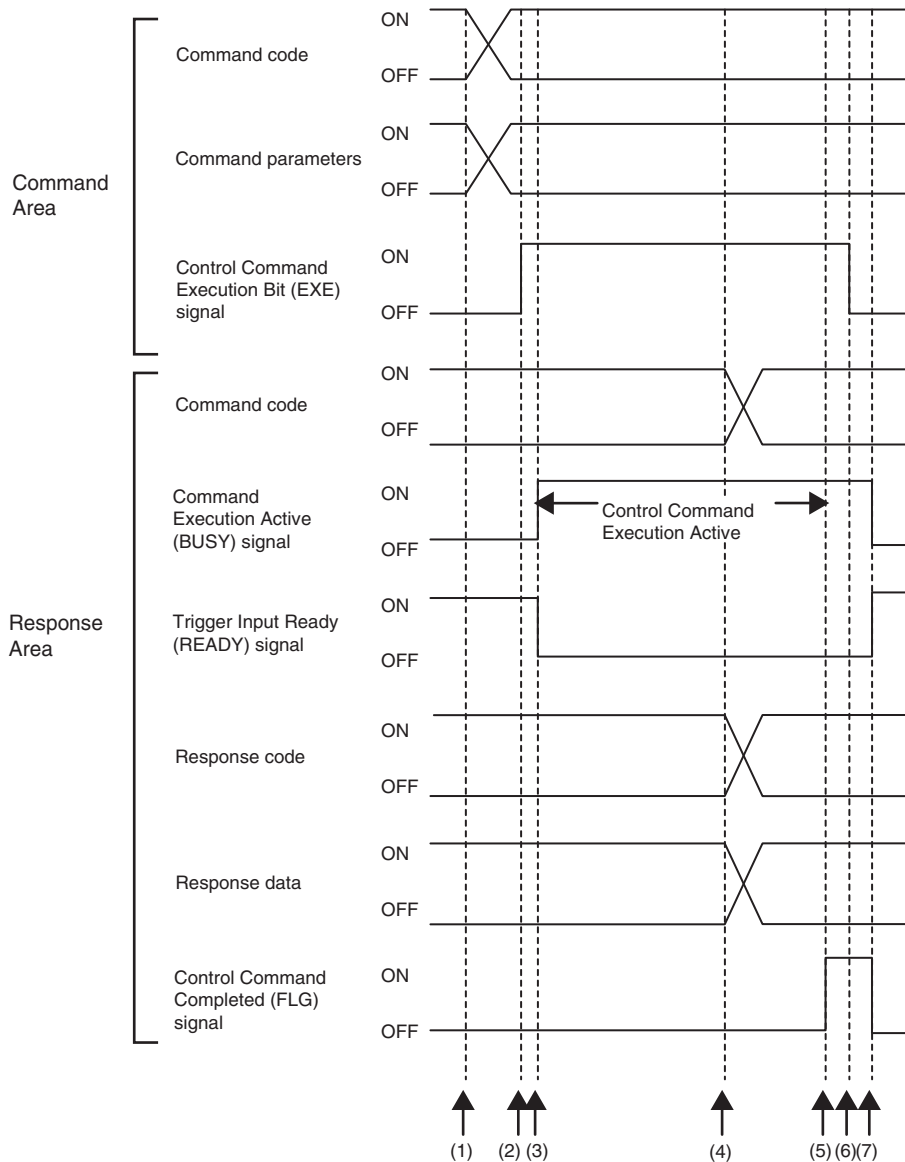 Command
Area
Command code
ON
OFF
Command parameters
ON
OFF
Control Command
Execution Bit (EXE)
signal
ON
OFF
Response
Area
Command code
ON
OFF
Command
Execution Active
(BUSY) signal
ON
OFF
Control Command
Execution Active
Trigger Input Ready
(READY) signal
ON
OFF
Response code
ON
OFF
Response data
ON
OFF
Control Command
Completed (FLG)
signal
ON
OFF
(1) (2) (3) (4) (5) (6) (7)